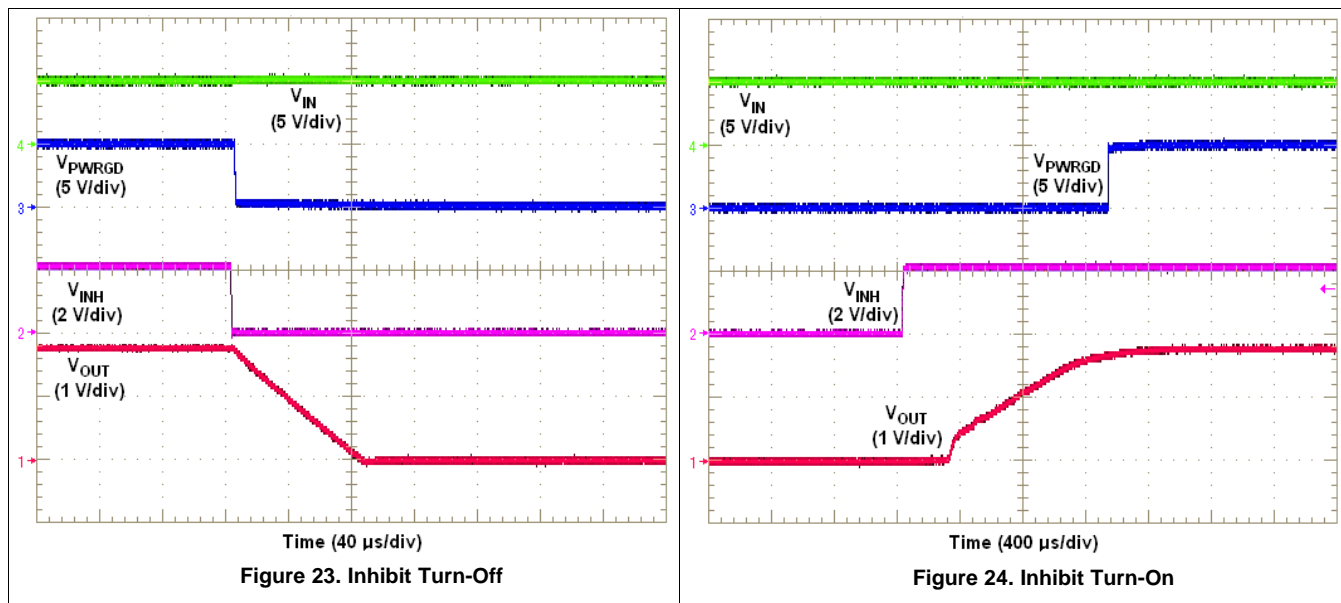 V_IN
(5 V/div)
4
V_PWRGD
(5 V/div)
3
V_INH
(2 V/div)
2
V_OUT
(1 V/div)
1
Time (40 µs/div)
Figure 23. Inhibit Turn-Off
V_IN
(5 V/div)
4
V_PWRGD
(5 V/div)
3
V_INH
(2 V/div)
2
V_OUT
(1 V/div)
1
Time (400 µs/div)
Figure 24. Inhibit Turn-On